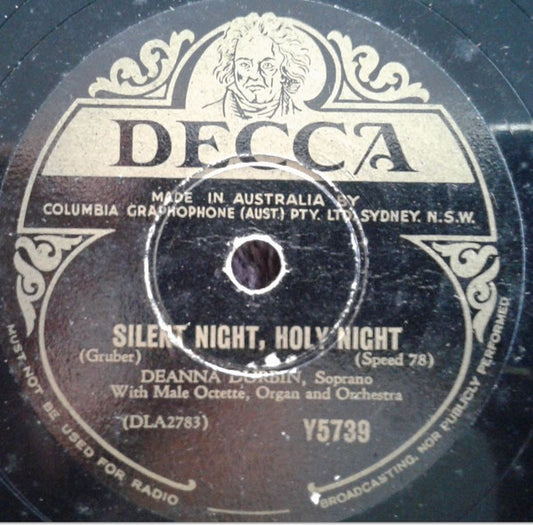 DECCA
MADE IN AUSTRALIA BY
COLUMBIA GRAPHOPHONE (AUST.) PTY. LTD, SYDNEY. N.S.W.
SILENT NIGHT, HOLY NIGHT
(Gruber) (Speed 78)
DEANNA DURBIN, Soprano
With Male Octette, Organ and Orchestra
(DLA2783) Y5739
MUST NOT BE USED FOR RADIO BROADCASTING, NOR PUBLICLY PERFORMED